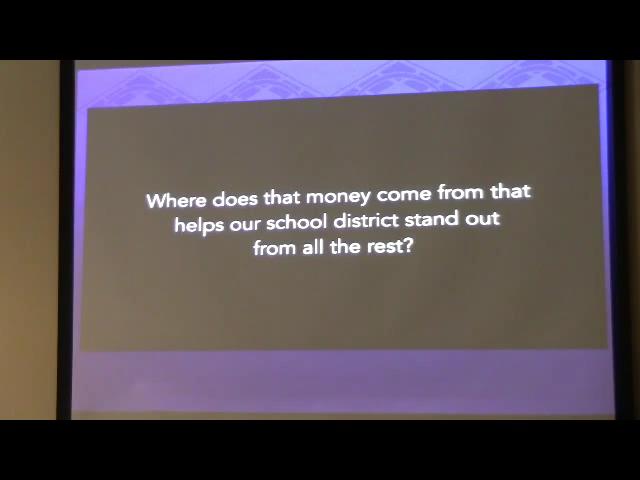 Where does that money come from that
helps our school district stand out
from all the rest?